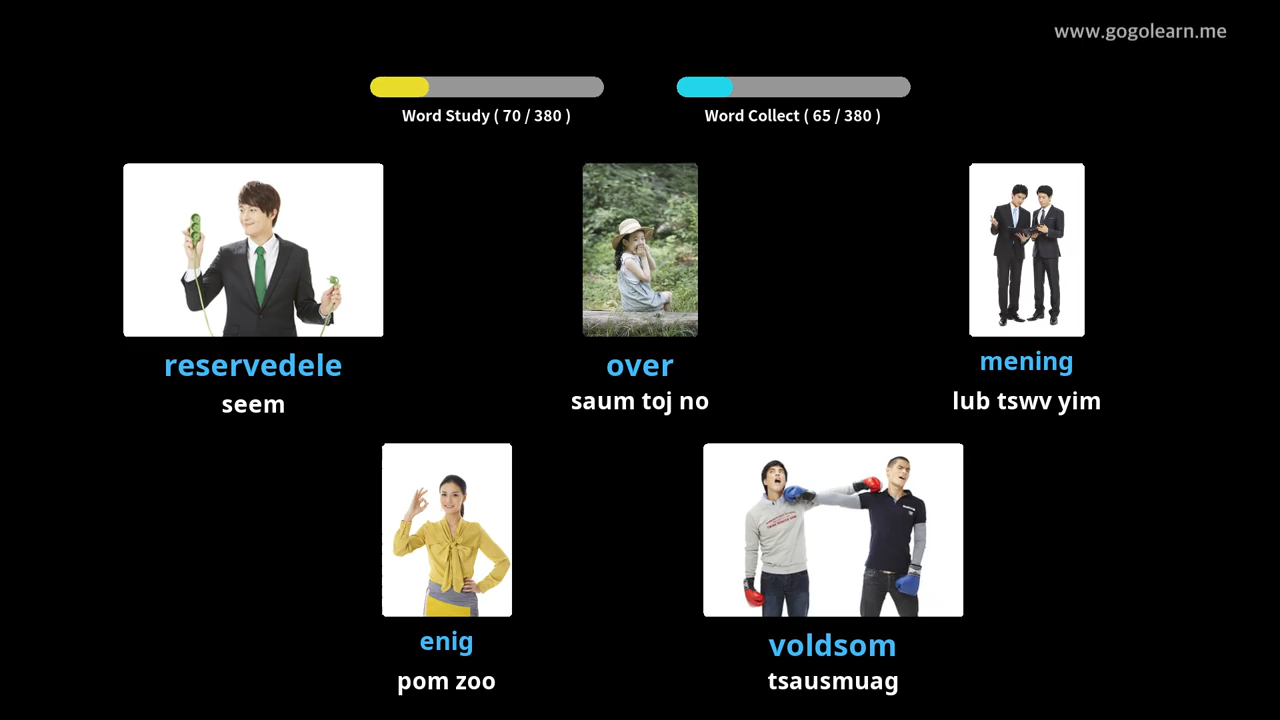 www.gogolearn.me
Word Study ( 70 / 380 )
Word Collect ( 65 / 380 )
reservedele
seem
over
saum toj no
mening
lub tswv yim
enig
pom zoo
voldsom
tsausmuag